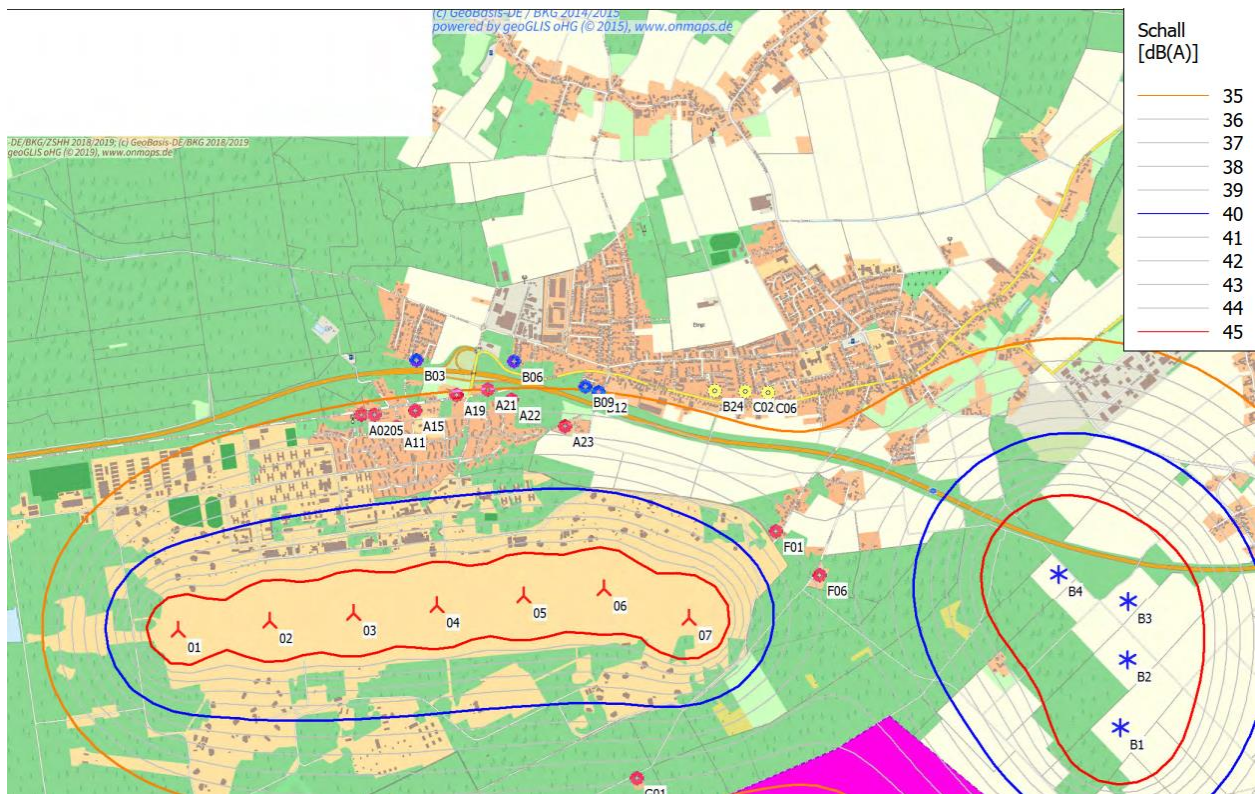 (c) GeoBasis-DE / BKG 2014/2015
powered by geoGLIS oHG (© 2015), www.onmaps.de
-DE/BKG/ZSHH 2018/2019; (c) GeoBasis-DE/BKG 2018/2019
geoGLIS oHG (© 2019), www.onmaps.de
Schall
[dB(A)]
35
36
37
38
39
40
41
42
43
44
45
B03
B06
B09
B24
C02
C06
A19
A21
A22
A0205
A15
A11
A23
F01
F06
01
02
03
04
05
06
07
B4
B3
B2
B1